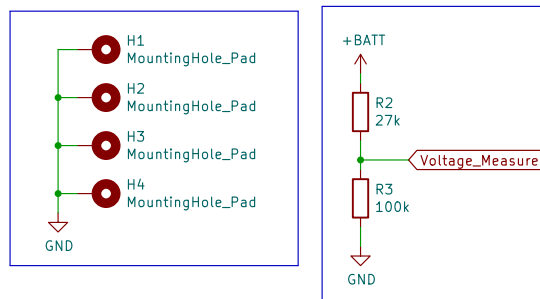 H1
MountingHole_Pad
H2
MountingHole_Pad
H3
MountingHole_Pad
H4
MountingHole_Pad
GND
+BATT
R2
27k
Voltage_Measure
R3
100k
GND